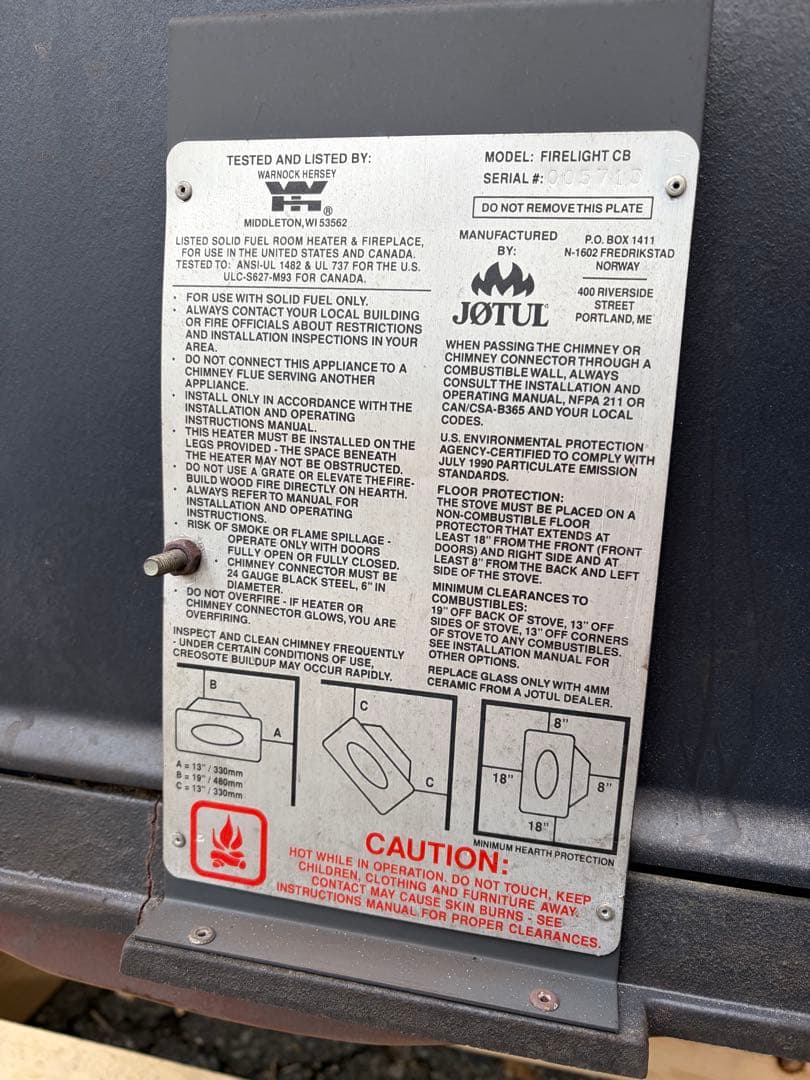 TESTED AND LISTED BY:
WARNOCK HERSEY
WH®
MIDDLETON, WI 53562
LISTED SOLID FUEL ROOM HEATER & FIREPLACE,
FOR USE IN THE UNITED STATES AND CANADA.
TESTED TO: ANSI-UL 1482 & UL 737 FOR THE U.S.
ULC-S627-M93 FOR CANADA.
· FOR USE WITH SOLID FUEL ONLY.
· ALWAYS CONTACT YOUR LOCAL BUILDING
OR FIRE OFFICIALS ABOUT RESTRICTIONS
AND INSTALLATION INSPECTIONS IN YOUR
AREA.
· DO NOT CONNECT THIS APPLIANCE TO A
CHIMNEY FLUE SERVING ANOTHER
APPLIANCE.
· INSTALL ONLY IN ACCORDANCE WITH THE
INSTALLATION AND OPERATING
INSTRUCTIONS MANUAL.
· THIS HEATER MUST BE INSTALLED ON THE
LEGS PROVIDED - THE SPACE BENEATH
THE HEATER MAY NOT BE OBSTRUCTED.
· DO NOT USE A GRATE OR ELEVATE THE FIRE-
BUILD WOOD FIRE DIRECTLY ON HEARTH.
· ALWAYS REFER TO MANUAL FOR
INSTALLATION AND OPERATING
INSTRUCTIONS.
· RISK OF SMOKE OR FLAME SPILLAGE -
OPERATE ONLY WITH DOORS
FULLY OPEN OR FULLY CLOSED.
· CHIMNEY CONNECTOR MUST BE
24 GAUGE BLACK STEEL, 6" IN
DIAMETER.
· DO NOT OVERFIRE - IF HEATER OR
CHIMNEY CONNECTOR GLOWS, YOU ARE
OVERFIRING.
INSPECT AND CLEAN CHIMNEY FREQUENTLY
- UNDER CERTAIN CONDITIONS OF USE,
CREOSOTE BUILDUP MAY OCCUR RAPIDLY.
MODEL: FIRELIGHT CB
SERIAL #: 005710
DO NOT REMOVE THIS PLATE
MANUFACTURED
BY:
JØTUL
P.O. BOX 1411
N-1602 FREDRIKSTAD
NORWAY
400 RIVERSIDE
STREET
PORTLAND, ME
WHEN PASSING THE CHIMNEY OR
CHIMNEY CONNECTOR THROUGH A
COMBUSTIBLE WALL, ALWAYS
CONSULT THE INSTALLATION AND
OPERATING MANUAL, NFPA 211 OR
CAN/CSA-B365 AND YOUR LOCAL
CODES.
U.S. ENVIRONMENTAL PROTECTION
AGENCY-CERTIFIED TO COMPLY WITH
JULY 1990 PARTICULATE EMISSION
STANDARDS.
FLOOR PROTECTION:
THE STOVE MUST BE PLACED ON A
NON-COMBUSTIBLE FLOOR
PROTECTOR THAT EXTENDS AT
LEAST 18" FROM THE FRONT (FRONT
DOORS) AND RIGHT SIDE AND AT
LEAST 8" FROM THE BACK AND LEFT
SIDE OF THE STOVE.
MINIMUM CLEARANCES TO
COMBUSTIBLES:
19" OFF BACK OF STOVE, 13" OFF
SIDES OF STOVE, 13" OFF CORNERS
OF STOVE TO ANY COMBUSTIBLES.
SEE INSTALLATION MANUAL FOR
OTHER OPTIONS.
REPLACE GLASS ONLY WITH 4MM
CERAMIC FROM A JOTUL DEALER.
B
A
A = 13" / 330mm
B = 19" / 480mm
C = 13" / 330mm
C
C
8"
18"
8"
18"
MINIMUM HEARTH PROTECTION
CAUTION:
HOT WHILE IN OPERATION. DO NOT TOUCH, KEEP
CHILDREN, CLOTHING AND FURNITURE AWAY.
CONTACT MAY CAUSE SKIN BURNS - SEE
INSTRUCTIONS MANUAL FOR PROPER CLEARANCES.